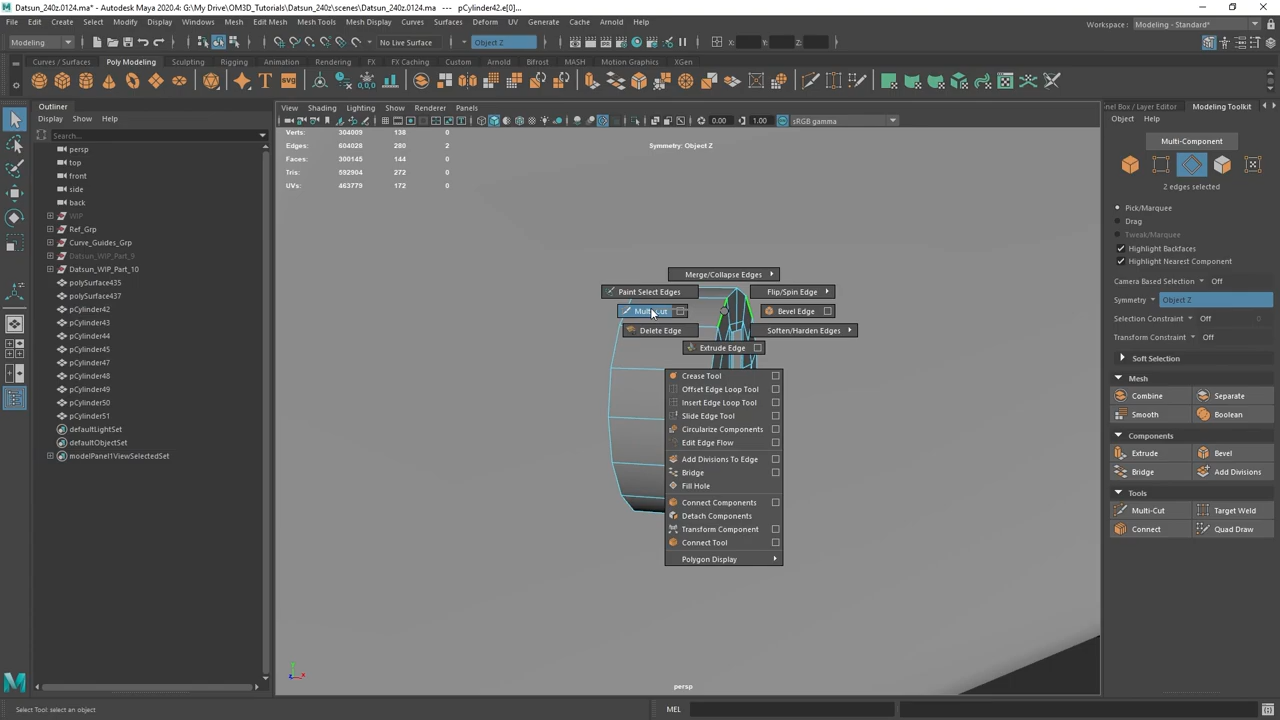 Datsun_240z.0124.ma* - Autodesk Maya 2020.4: G:\My Drive\OM3D_Tutorials\Datsun_240z\scenes\Datsun_240z.0124.ma --- pCylinder42.e[0]...
File Edit Create Select Modify Display Windows Mesh Edit Mesh Mesh Tools Mesh Display Curves Surfaces Deform UV Generate Cache Arnold Help
Workspace : Modeling - Standard*
Modeling
No Live Surface
Object Z
X:
Y:
Z:
Curves / Surfaces
Poly Modeling
Sculpting
Rigging
Animation
Rendering
FX
FX Caching
Custom
Arnold
Bifrost
MASH
Motion Graphics
XGen
Outliner
Display Show Help
Search...
persp
top
front
side
back
WIP
Ref_Grp
Curve_Guides_Grp
Datsun_WIP_Part_9
Datsun_WIP_Part_10
polySurface435
polySurface437
pCylinder42
pCylinder43
pCylinder44
pCylinder45
pCylinder47
pCylinder48
pCylinder49
pCylinder50
pCylinder51
defaultLightSet
defaultObjectSet
modelPanel1ViewSelectedSet
View Shading Lighting Show Renderer Panels
0.00
1.00
sRGB gamma
Verts: 304009 138 0
Edges: 604028 280 2
Faces: 300145 144 0
Tris: 592904 272 0
UVs: 463779 172 0
Symmetry: Object Z
Merge/Collapse Edges
Paint Select Edges
Flip/Spin Edge
Bevel Edge
Delete Edge
Soften/Harden Edges
Extrude Edge
Crease Tool
Offset Edge Loop Tool
Insert Edge Loop Tool
Slide Edge Tool
Circularize Components
Edit Edge Flow
Add Divisions To Edge
Bridge
Fill Hole
Connect Components
Detach Components
Transform Component
Connect Tool
Polygon Display
persp
nel Box / Layer Editor
Modeling Toolkit
Object Help
Multi-Component
2 edges selected
Pick/Marquee
Drag
Tweak/Marquee
Highlight Backfaces
Highlight Nearest Component
Camera Based Selection
Off
Symmetry
Object Z
Selection Constraint
Off
Transform Constraint
Off
Soft Selection
Mesh
Combine
Separate
Smooth
Boolean
Components
Extrude
Bevel
Bridge
Add Divisions
Tools
Multi-Cut
Target Weld
Connect
Quad Draw
Select Tool: select an object
MEL